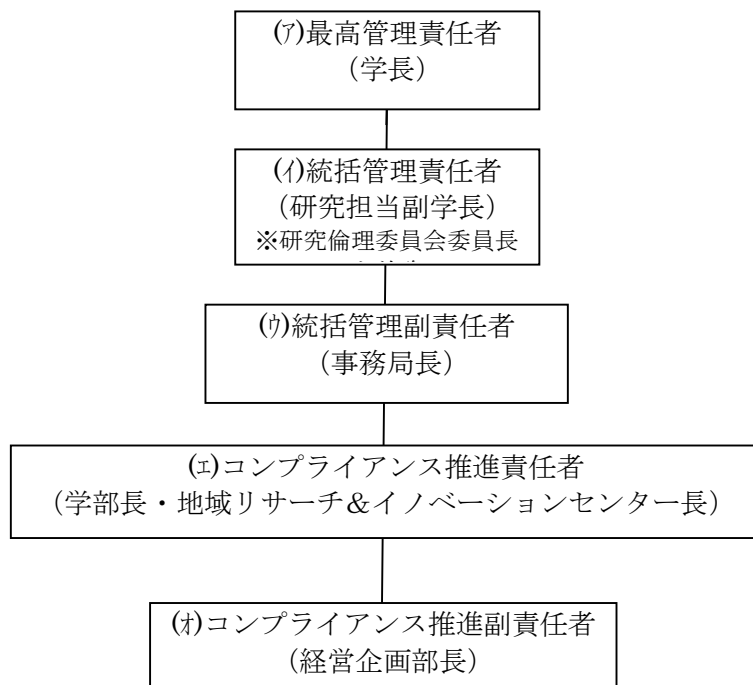 ㋐最高管理責任者
（学長）
㋑統括管理責任者
（研究担当副学長）
※研究倫理委員会委員長
㋒統括管理副責任者
（事務局長）
㋓コンプライアンス推進責任者
（学部長・地域リサーチ＆イノベーションセンター長）
㋔コンプライアンス推進副責任者
（経営企画部長）